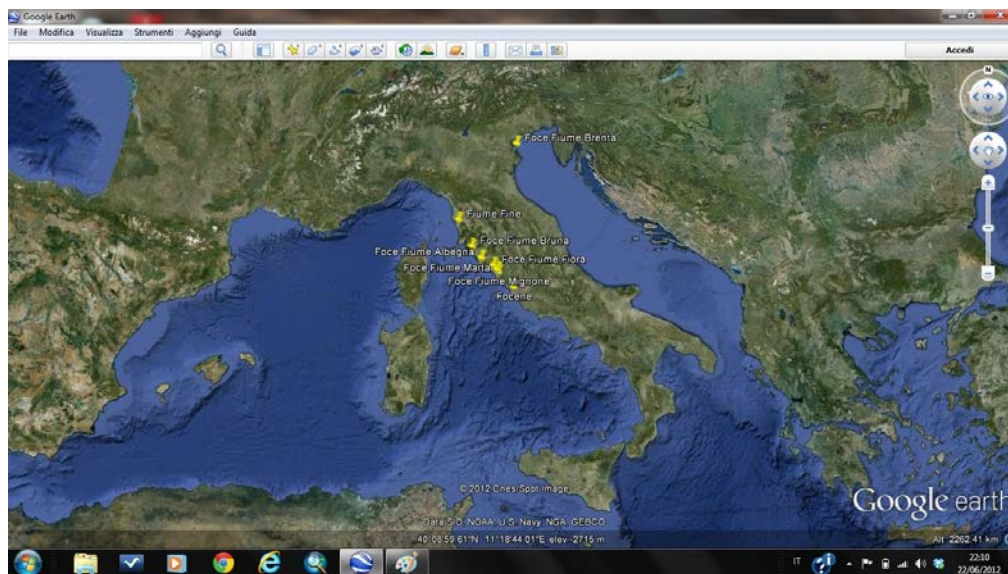 Google Earth
File Modifica Visualizza Strumenti Aggiungi Guida
Accedi
N
Foce Fiume Brenta
Fiume Fine
Foce Fiume Bruna
Foce Fiume Albegna
Foce Fiume Fiora
Foce Fiume Marta
Foce Fiume Mignone
Focene
© 2012 Cnes/Spot Image
Data SIO, NOAA, U.S. Navy, NGA, GEBCO
Google earth
40°08'59.61"N 11°18'44.01"E elev -2715 m
Alt 2262.41 km
IT
22:10
22/06/2012